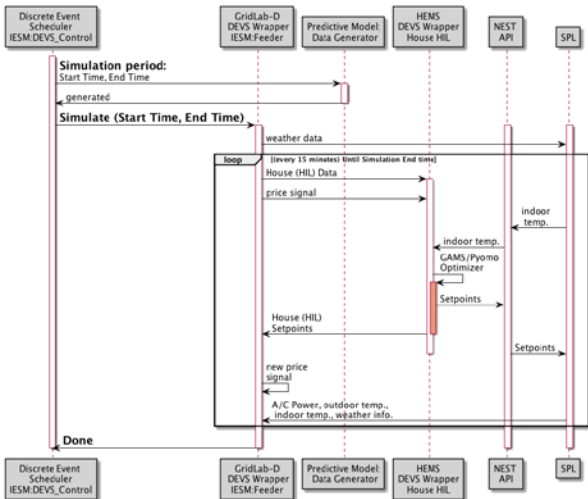 Discrete Event
Scheduler
IESM:DEVS_Control
GridLab-D
DEVS Wrapper
IESM:Feeder
Predictive Model:
Data Generator
HEMS
DEVS Wrapper
House HIL
NEST
API
SPL
Simulation period:
Start Time, End Time
generated
Simulate (Start Time, End Time)
weather data
loop
[(every 15 minutes) Until Simulation End time]
House (HIL) Data
price signal
indoor
temp.
indoor temp.
GAMS/Pyomo
Optimizer
Setpoints
House (HIL)
Setpoints
Setpoints
new price
signal
A/C Power, outdoor temp.,
indoor temp., weather info.
Done
Discrete Event
Scheduler
IESM:DEVS_Control
GridLab-D
DEVS Wrapper
IESM:Feeder
Predictive Model:
Data Generator
HEMS
DEVS Wrapper
House HIL
NEST
API
SPL